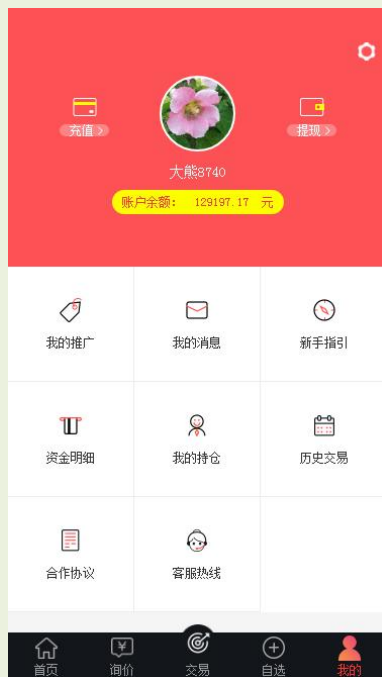 充值
提现
大熊8740
账户余额： 129197.17 元
我的推广 我的消息 新手指引
资金明细 我的持仓 历史交易
合作协议 客服热线
首页 询价 交易 自选 我的